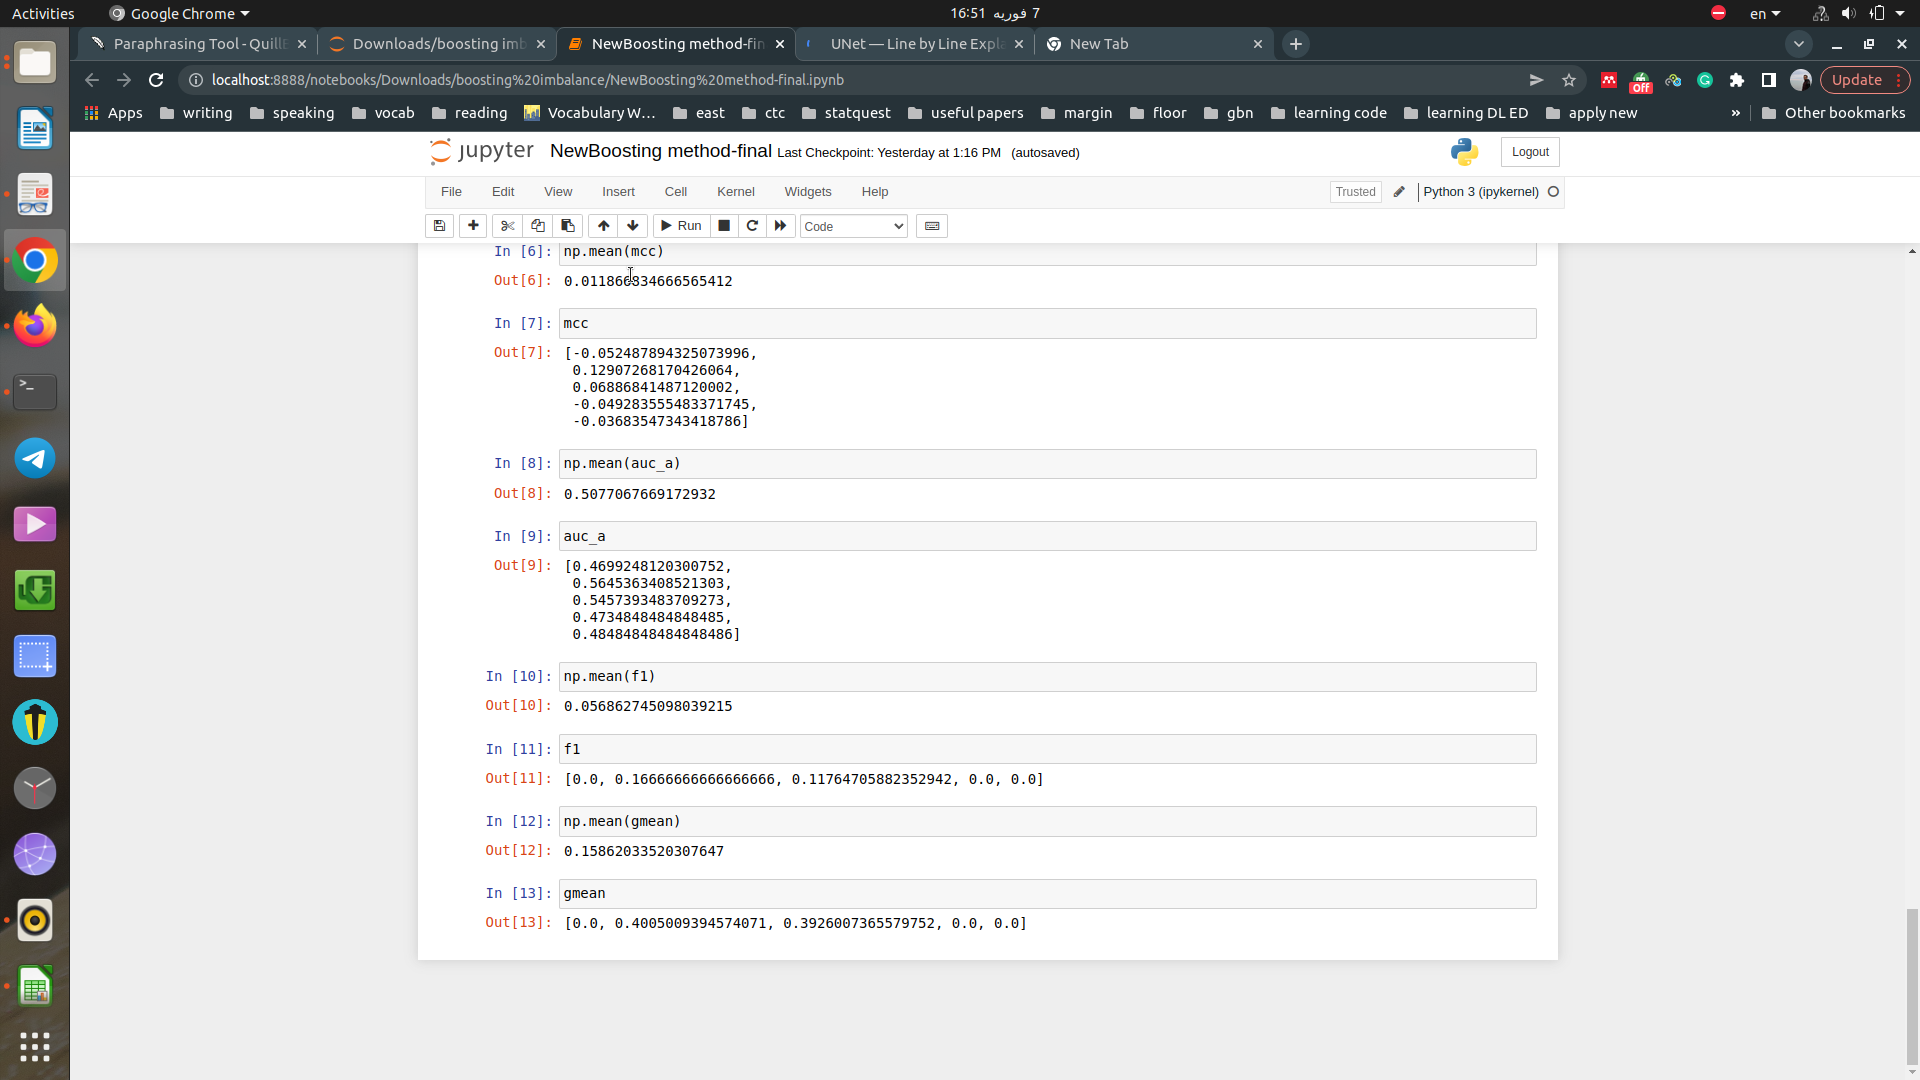 Activities
Google Chrome
7 فوریه 16:51
en
Paraphrasing Tool - Quill
Downloads/boosting imb
NewBoosting method-fin
UNet — Line by Line Expl
New Tab
localhost:8888/notebooks/Downloads/boosting%20imbalance/NewBoosting%20method-final.ipynb
Off
Update
Apps
writing
speaking
vocab
reading
Vocabulary W...
east
ctc
statquest
useful papers
margin
floor
gbn
learning code
learning DL ED
apply new
»
Other bookmarks
jupyter NewBoosting method-final Last Checkpoint: Yesterday at 1:16 PM (autosaved)
Logout
File Edit View Insert Cell Kernel Widgets Help
Trusted
Python 3 (ipykernel)
Run
Code
In [6]: np.mean(mcc)
Out[6]: 0.011866834666565412
In [7]: mcc
Out[7]: [-0.052487894325073996,
0.12907268170426064,
0.06886841487120002,
-0.049283555483371745,
-0.03683547343418786]
In [8]: np.mean(auc_a)
Out[8]: 0.5077067669172932
In [9]: auc_a
Out[9]: [0.4699248120300752,
0.5645363408521303,
0.5457393483709273,
0.4734848484848485,
0.48484848484848486]
In [10]: np.mean(f1)
Out[10]: 0.056862745098039215
In [11]: f1
Out[11]: [0.0, 0.16666666666666666, 0.11764705882352942, 0.0, 0.0]
In [12]: np.mean(gmean)
Out[12]: 0.15862033520307647
In [13]: gmean
Out[13]: [0.0, 0.4005009394574071, 0.3926007365579752, 0.0, 0.0]